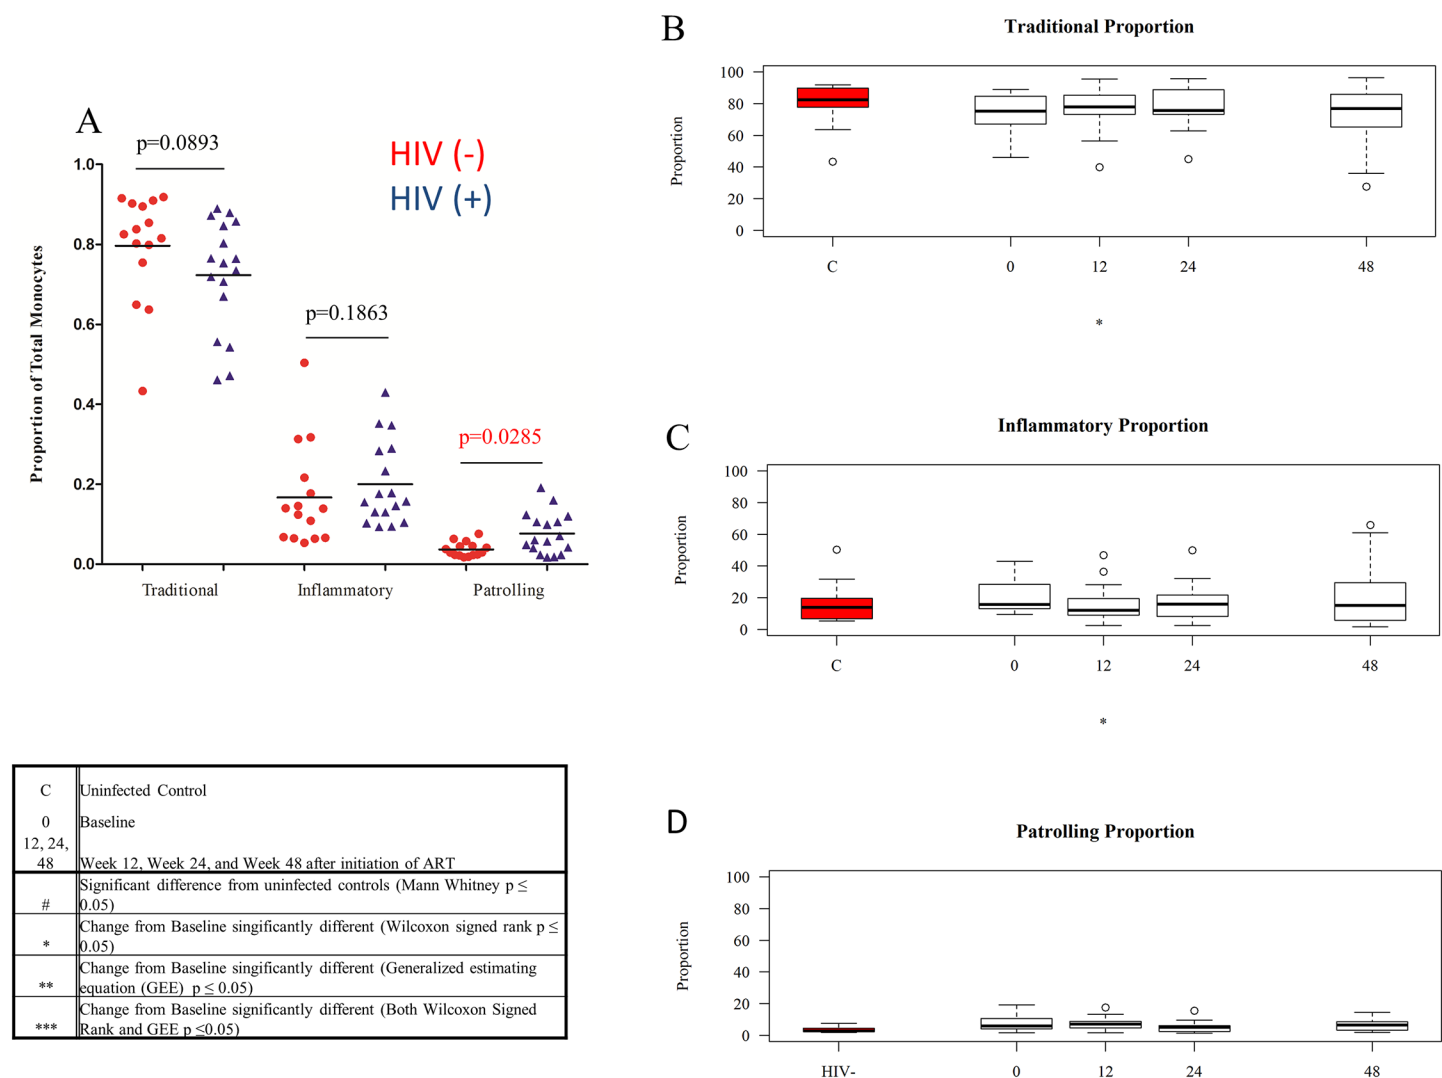 A
p=0.0893
HIV (-)
HIV (+)
p=0.1863
p=0.0285
Proportion of Total Monocytes
1.0
0.8
0.6
0.4
0.2
0.0
Traditional
Inflammatory
Patrolling
C
Uninfected Control
0
Baseline
12, 24,
48
Week 12, Week 24, and Week 48 after initiation of ART
#
Significant difference from uninfected controls (Mann Whitney p ≤
0.05)
*
Change from Baseline singificantly different (Wilcoxon signed rank p ≤
0.05)
**
Change from Baseline singificantly different (Generalized estimating
equation (GEE) p ≤ 0.05)
***
Change from Baseline significantly different (Both Wilcoxon Signed
Rank and GEE p ≤0.05)
B
Traditional Proportion
Proportion
100
80
60
40
20
0
C
0
12
24
48
*
C
Inflammatory Proportion
Proportion
100
80
60
40
20
0
C
0
12
24
48
*
D
Patrolling Proportion
Proportion
100
80
60
40
20
0
HIV-
0
12
24
48